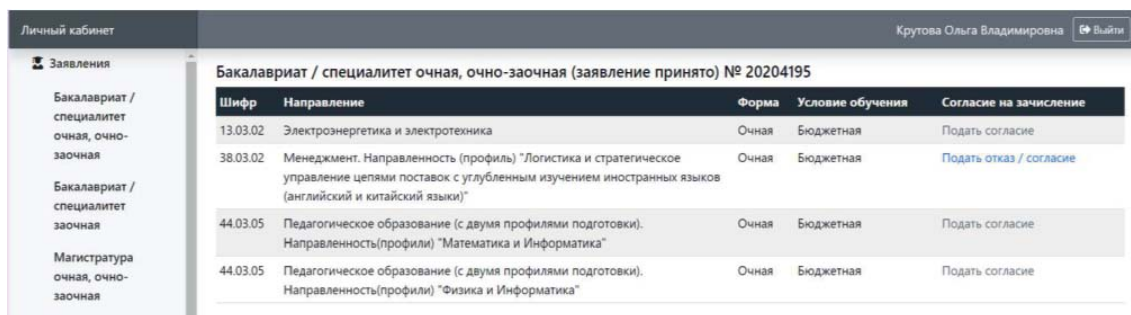 Личный кабинет
Крутова Ольга Владимировна
Выйти
Заявления
Бакалавриат /
специалитет
очная, очно-
заочная
Бакалавриат /
специалитет
заочная
Магистратура
очная, очно-
заочная
Бакалавриат / специалитет очная, очно-заочная (заявление принято) № 20204195
Шифр Направление Форма Условие обучения Согласие на зачисление
13.03.02 Электроэнергетика и электротехника Очная Бюджетная Подать согласие
38.03.02 Менеджмент. Направленность (профиль) "Логистика и стратегическое Очная Бюджетная Подать отказ / согласие
управление цепями поставок с углубленным изучением иностранных языков
(английский и китайский языки)"
44.03.05 Педагогическое образование (с двумя профилями подготовки). Очная Бюджетная Подать согласие
Направленность(профили) "Математика и Информатика"
44.03.05 Педагогическое образование (с двумя профилями подготовки). Очная Бюджетная Подать согласие
Направленность(профили) "Физика и Информатика"